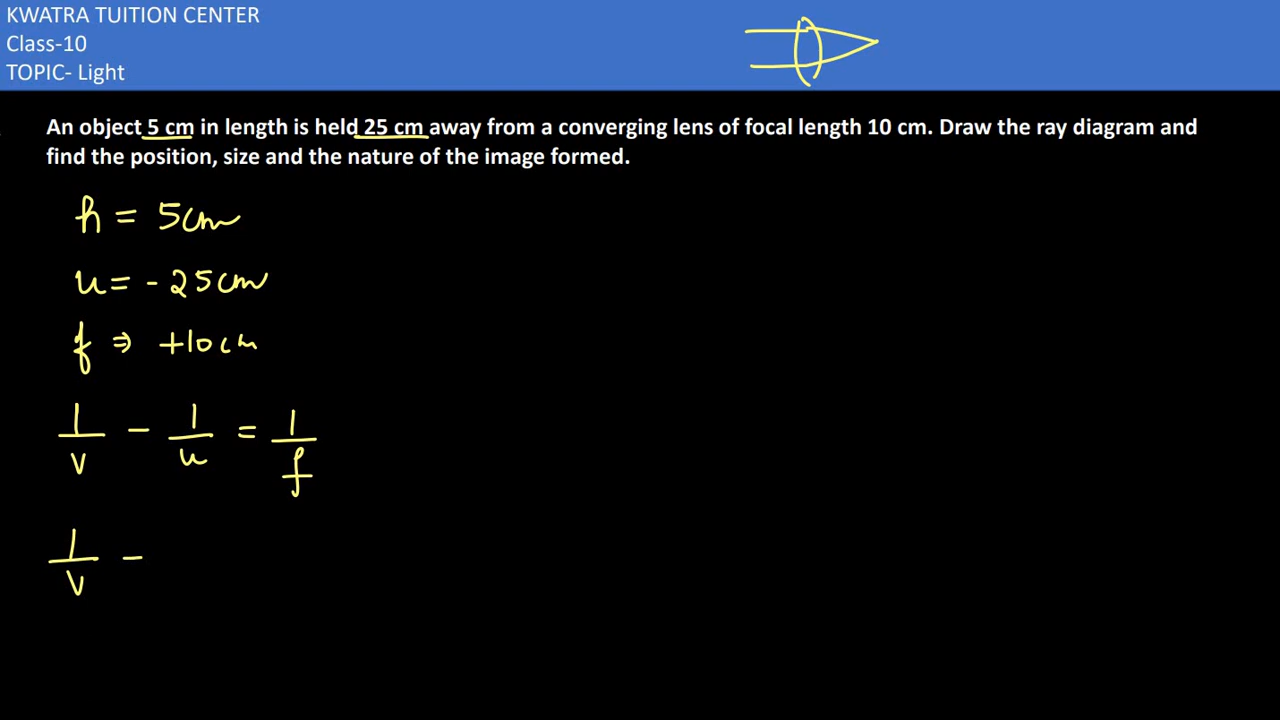 KWATRA TUITION CENTER
Class-10
TOPIC- Light
An object 5 cm in length is held 25 cm away from a converging lens of focal length 10 cm. Draw the ray diagram and
find the position, size and the nature of the image formed.
h = 5cm
u = - 25cm
f ⇒ +10cm
1/v - 1/u = 1/f
1/v -